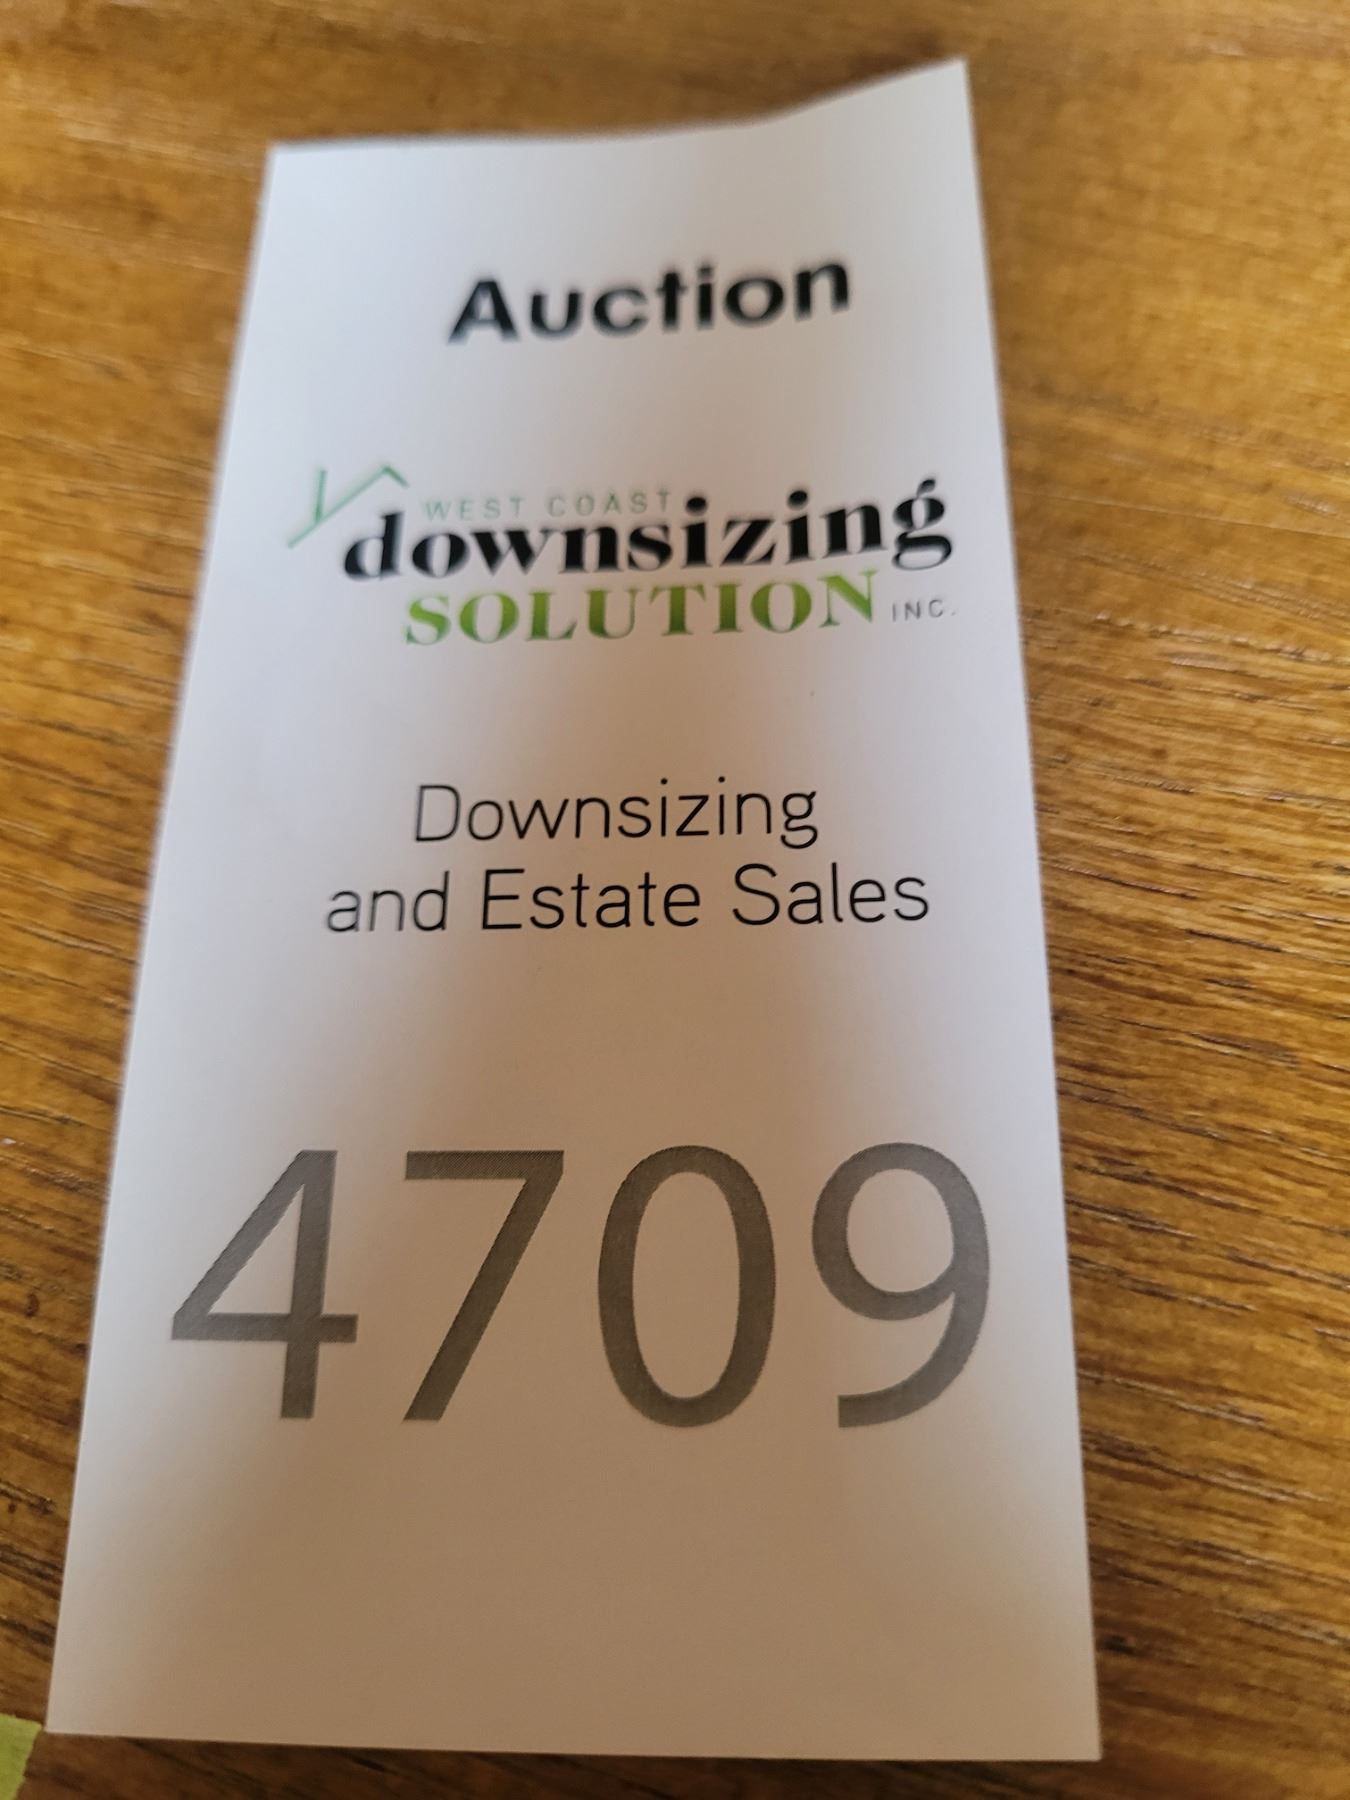 Auction
WEST COAST
downsizing
SOLUTION INC.
Downsizing
and Estate Sales
4709